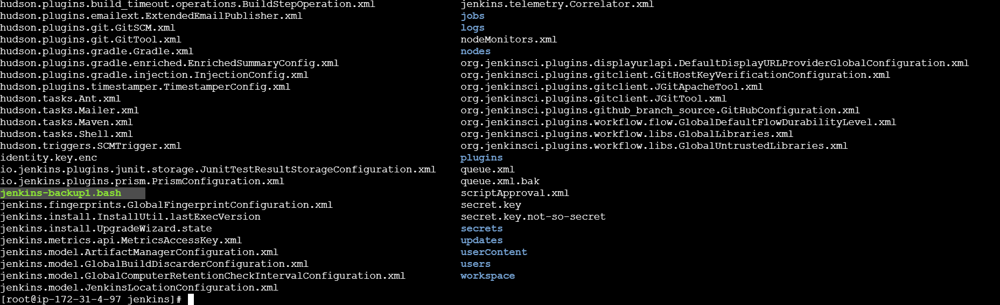 hudson.plugins.build_timeout.operations.BuildStepOperation.xml
hudson.plugins.emailext.ExtendedEmailPublisher.xml
hudson.plugins.git.GitSCM.xml
hudson.plugins.git.GitTool.xml
hudson.plugins.gradle.Gradle.xml
hudson.plugins.gradle.enriched.EnrichedSummaryConfig.xml
hudson.plugins.gradle.injection.InjectionConfig.xml
hudson.plugins.timestamper.TimestamperConfig.xml
hudson.tasks.Ant.xml
hudson.tasks.Mailer.xml
hudson.tasks.Maven.xml
hudson.tasks.Shell.xml
hudson.triggers.SCMTrigger.xml
identity.key.enc
io.jenkins.plugins.junit.storage.JunitTestResultStorageConfiguration.xml
io.jenkins.plugins.prism.PrismConfiguration.xml
jenkins-backup1.bash
jenkins.fingerprints.GlobalFingerprintConfiguration.xml
jenkins.install.InstallUtil.lastExecVersion
jenkins.install.UpgradeWizard.state
jenkins.metrics.api.MetricsAccessKey.xml
jenkins.model.ArtifactManagerConfiguration.xml
jenkins.model.GlobalBuildDiscarderConfiguration.xml
jenkins.model.GlobalComputerRetentionCheckIntervalConfiguration.xml
jenkins.model.JenkinsLocationConfiguration.xml
jenkins.telemetry.Correlator.xml
jobs
logs
nodeMonitors.xml
nodes
org.jenkinsci.plugins.displayurlapi.DefaultDisplayURLProviderGlobalConfiguration.xml
org.jenkinsci.plugins.gitclient.GitHostKeyVerificationConfiguration.xml
org.jenkinsci.plugins.gitclient.JGitApacheTool.xml
org.jenkinsci.plugins.gitclient.JGitTool.xml
org.jenkinsci.plugins.github_branch_source.GitHubConfiguration.xml
org.jenkinsci.plugins.workflow.flow.GlobalDefaultFlowDurabilityLevel.xml
org.jenkinsci.plugins.workflow.libs.GlobalLibraries.xml
org.jenkinsci.plugins.workflow.libs.GlobalUntrustedLibraries.xml
plugins
queue.xml
queue.xml.bak
scriptApproval.xml
secret.key
secret.key.not-so-secret
secrets
updates
userContent
users
workspace
[root@ip-172-31-4-97 jenkins]#